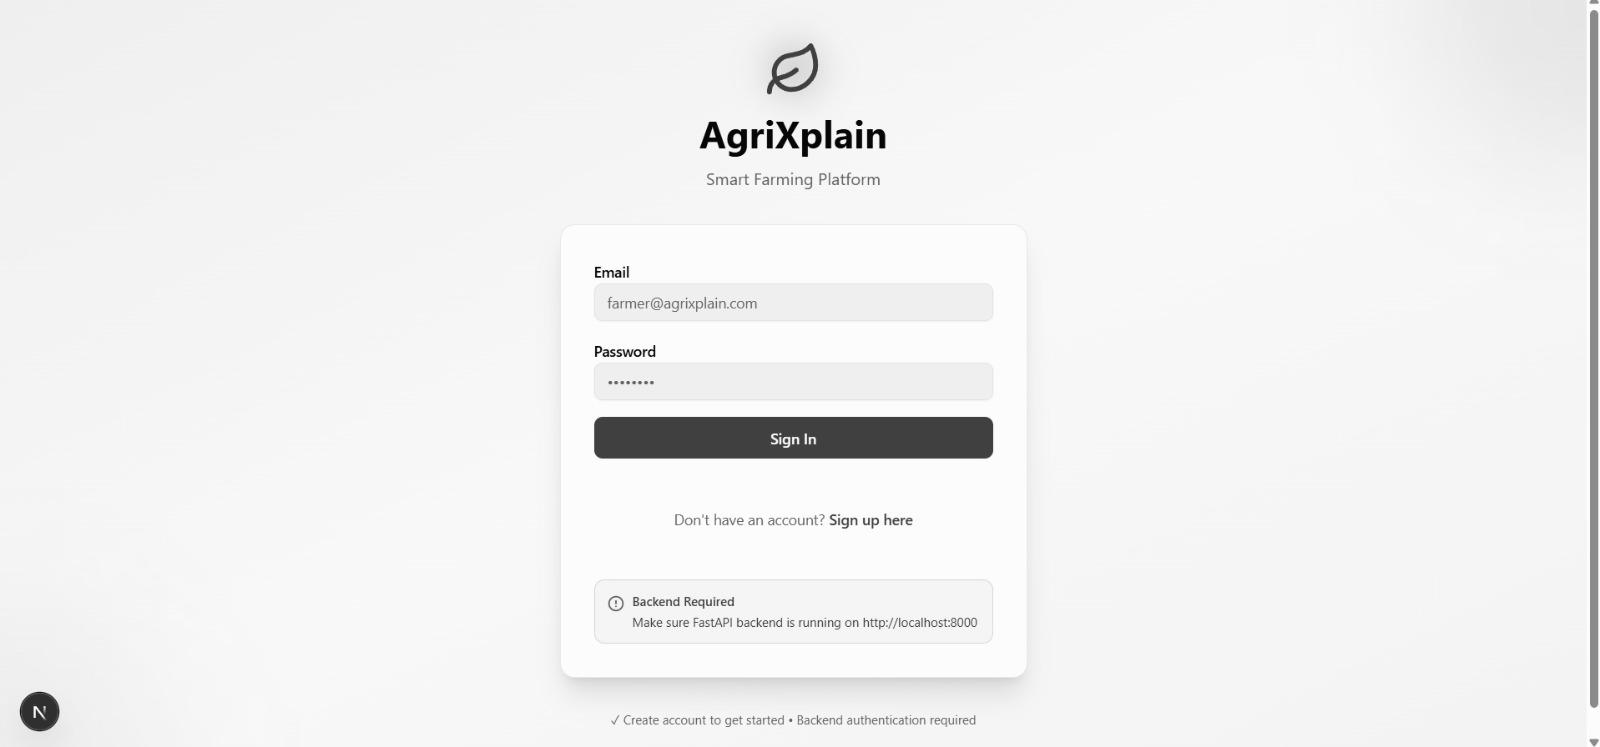 AgriXplain
Smart Farming Platform
Email
farmer@agrixplain.com
Password
••••••••
Sign In
Don't have an account? Sign up here
Backend Required
Make sure FastAPI backend is running on http://localhost:8000
N
✓ Create account to get started • Backend authentication required